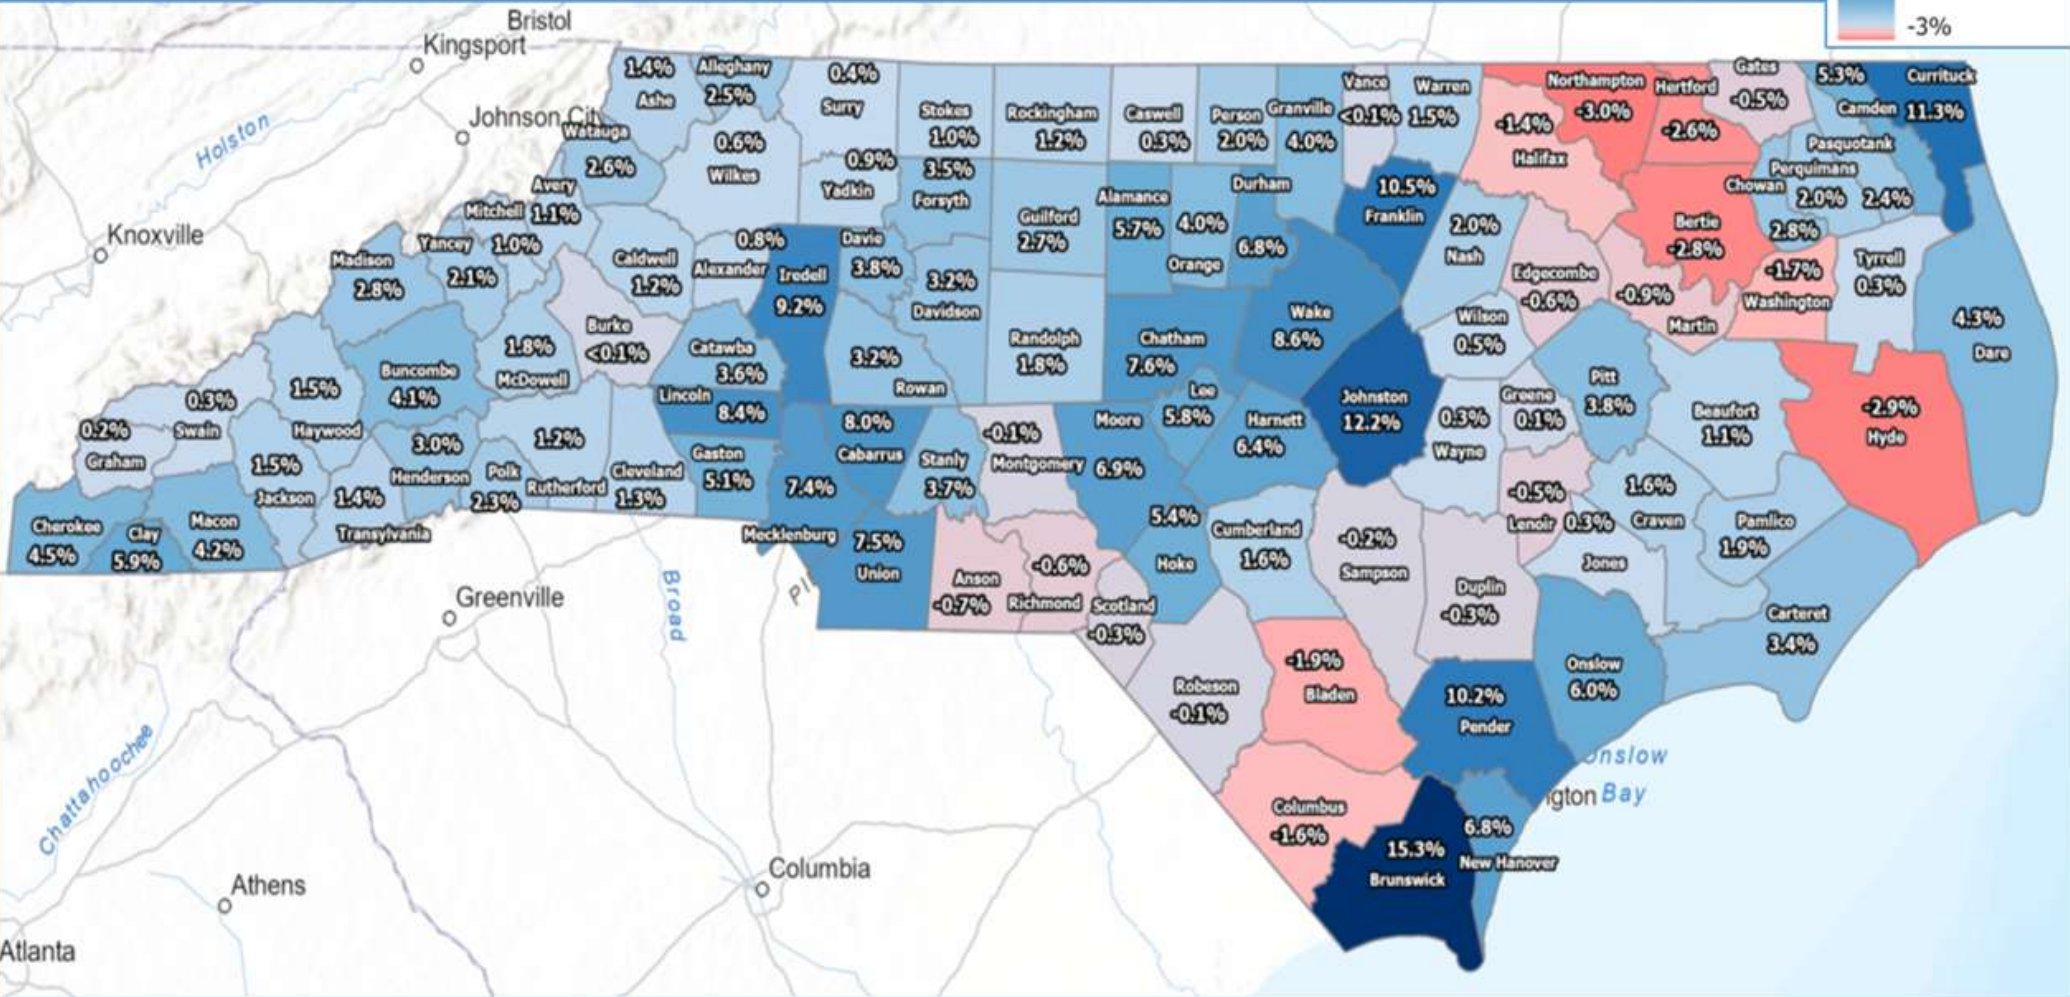 -3%
Bristol
Kingsport
Johnson City
Holston
Knoxville
1.4%
Ashe
Alleghany
2.5%
0.4%
Surry
Stokes
1.0%
Rockingham
1.2%
Caswell
0.3%
Person
2.0%
Granville
4.0%
Vance
<0.1%
Warren
1.5%
Northampton
-3.0%
Hertford
-2.6%
Gates
-0.5%
5.3%
Camden
Currituck
11.3%
Watauga
2.6%
0.6%
Wilkes
0.9%
Yadkin
3.5%
Forsyth
Guilford
2.7%
Alamance
5.7%
4.0%
Orange
Durham
6.8%
10.5%
Franklin
2.0%
Nash
-1.4%
Halifax
Bertie
-2.8%
Pasquotank
2.4%
Perquimans
2.0%
Chowan
2.8%
Avery
1.1%
Mitchell
1.0%
Yancey
2.1%
Madison
2.8%
Caldwell
1.2%
0.8%
Alexander
Iredell
9.2%
Davie
3.8%
3.2%
Davidson
Randolph
1.8%
Chatham
7.6%
Wake
8.6%
Edgecombe
-0.6%
-0.9%
Martin
-1.7%
Washington
Tyrrell
0.3%
4.3%
Dare
Burke
<0.1%
1.8%
McDowell
Buncombe
4.1%
1.5%
Haywood
0.3%
Swain
0.2%
Graham
Catawba
3.6%
Lincoln
8.4%
3.2%
Rowan
Lee
5.8%
Johnston
12.2%
Wilson
0.5%
Greene
0.1%
Pitt
3.8%
Beaufort
1.1%
-2.9%
Hyde
3.0%
Henderson
1.5%
Jackson
1.4%
Transylvania
Polk
2.3%
1.2%
Rutherford
Cleveland
1.3%
Gaston
5.1%
7.4%
Mecklenburg
8.0%
Cabarrus
Stanly
3.7%
-0.1%
Montgomery
Moore
6.9%
Harnett
6.4%
0.3%
Wayne
-0.5%
Lenoir
1.6%
Craven
0.3%
Jones
Pamlico
1.9%
Cherokee
4.5%
Clay
5.9%
Macon
4.2%
7.5%
Union
Anson
-0.7%
-0.6%
Richmond
Scotland
-0.3%
5.4%
Hoke
Cumberland
1.6%
-0.2%
Sampson
Duplin
-0.3%
Carteret
3.4%
Onslow
6.0%
Robeson
-0.1%
-1.9%
Bladen
10.2%
Pender
Columbus
-1.6%
15.3%
Brunswick
6.8%
New Hanover
Greenville
Broad
Pi
Onslow
Bay
igton
Chattahoochee
Columbia
Athens
Atlanta